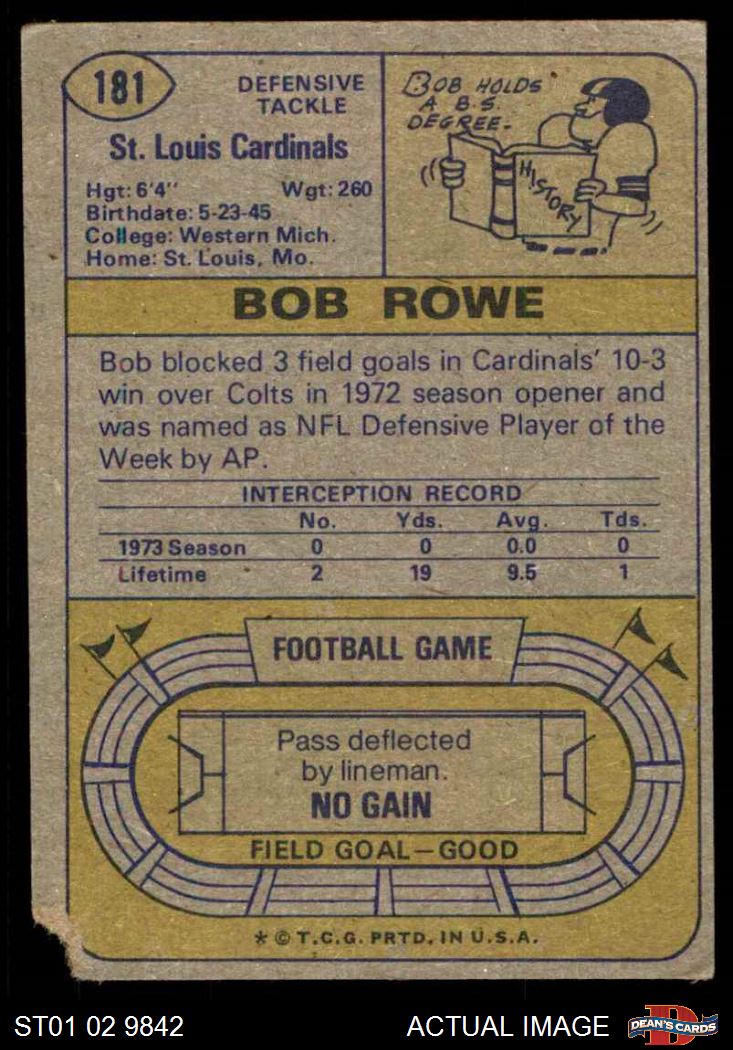 181
DEFENSIVE
TACKLE
St. Louis Cardinals
Hgt: 6'4" Wgt: 260
Birthdate: 5-23-45
College: Western Mich.
Home: St. Louis, Mo.
BOB HOLDS
A B.S.
DEGREE.
HISTORY
BOB ROWE
Bob blocked 3 field goals in Cardinals' 10-3
win over Colts in 1972 season opener and
was named as NFL Defensive Player of the
Week by AP.
INTERCEPTION RECORD
No. Yds. Avg. Tds.
1973 Season 0 0 0.0 0
Lifetime 2 19 9.5 1
FOOTBALL GAME
Pass deflected
by lineman.
NO GAIN
FIELD GOAL—GOOD
* © T.C.G. PRTD. IN U.S.A.
ST01 02 9842 ACTUAL IMAGE
D
DEAN'S CARDS